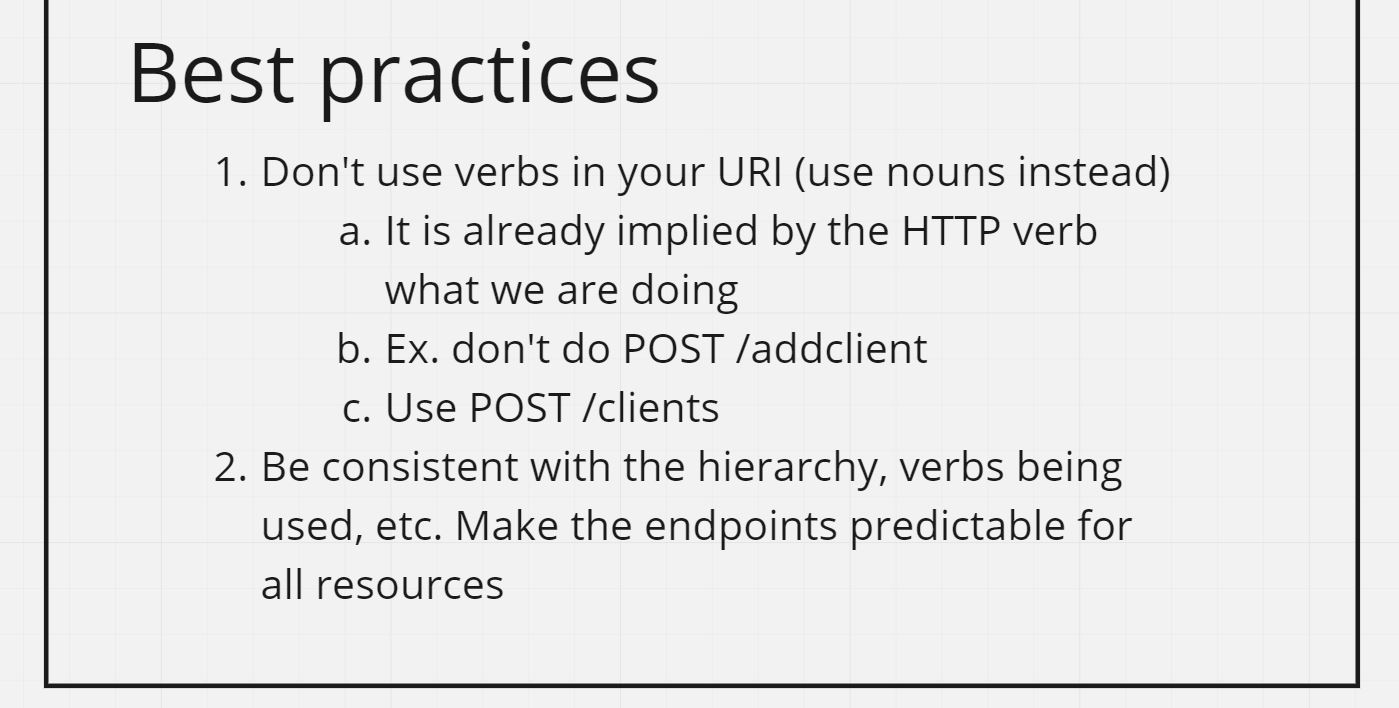 Best practices
1. Don't use verbs in your URI (use nouns instead)
a. It is already implied by the HTTP verb
what we are doing
b. Ex. don't do POST /addclient
c. Use POST /clients
2. Be consistent with the hierarchy, verbs being
used, etc. Make the endpoints predictable for
all resources